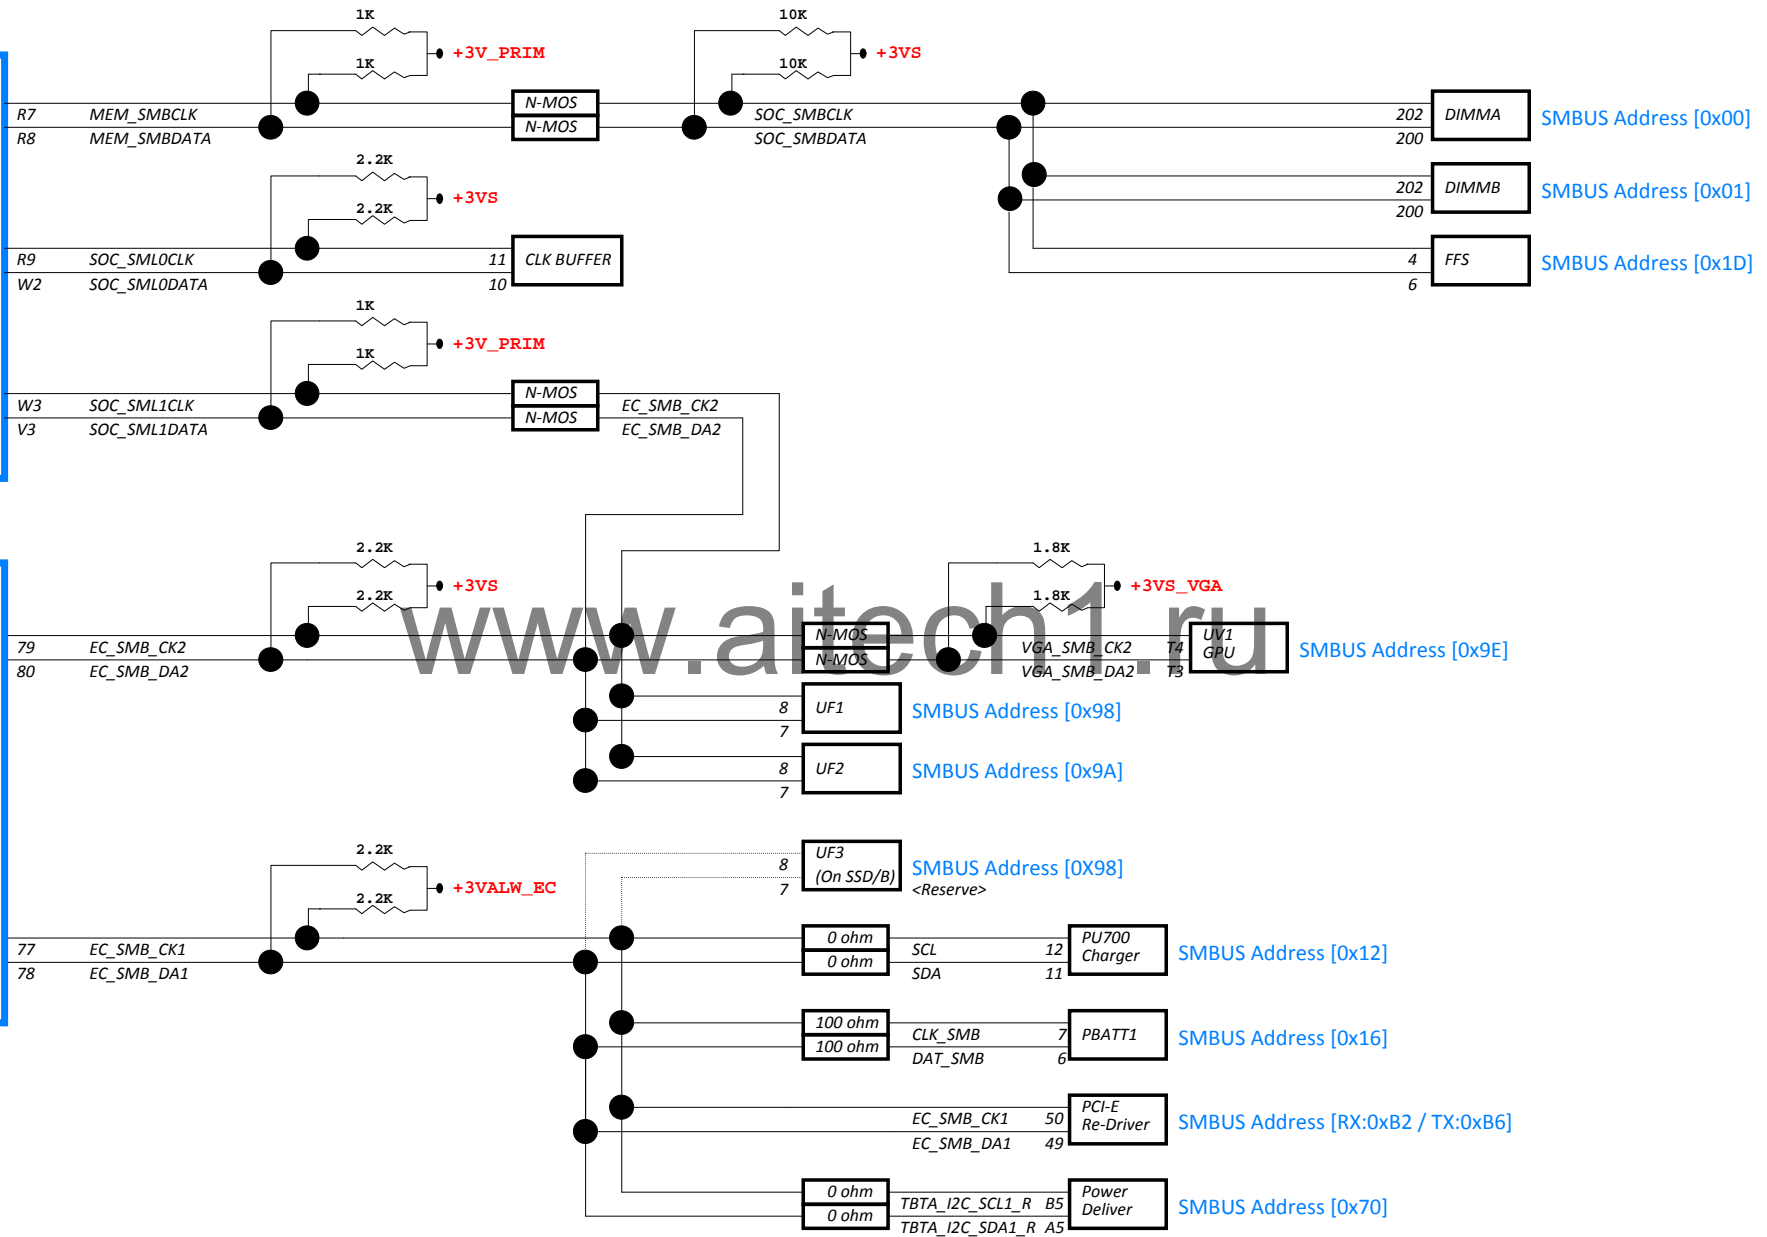 1K
+3V_PRIM
1K
10K
+3VS
10K
R7 MEM_SMBCLK
R8 MEM_SMBDATA
N-MOS
N-MOS
SOC_SMBCLK
SOC_SMBDATA
202 DIMMA
200
SMBUS Address [0x00]
202 DIMMB
200
SMBUS Address [0x01]
4 FFS
6
SMBUS Address [0x1D]
2.2K
+3VS
2.2K
R9 SOC_SML0CLK
W2 SOC_SML0DATA
11 CLK BUFFER
10
1K
+3V_PRIM
1K
W3 SOC_SML1CLK
V3 SOC_SML1DATA
N-MOS
N-MOS
EC_SMB_CK2
EC_SMB_DA2
2.2K
+3VS
2.2K
79 EC_SMB_CK2
80 EC_SMB_DA2
www.aitech1.ru
N-MOS
N-MOS
1.8K
+3VS_VGA
1.8K
VGA_SMB_CK2 T4
VGA_SMB_DA2 T3
UV1
GPU
SMBUS Address [0x9E]
8 UF1
7
SMBUS Address [0x98]
8 UF2
7
SMBUS Address [0x9A]
UF3
8 (On SSD/B)
7
SMBUS Address [0X98]
<Reserve>
2.2K
+3VALW_EC
2.2K
77 EC_SMB_CK1
78 EC_SMB_DA1
0 ohm
0 ohm
SCL 12
SDA 11
PU700
Charger
SMBUS Address [0x12]
100 ohm
100 ohm
CLK_SMB 7
DAT_SMB 6
PBATT1
SMBUS Address [0x16]
EC_SMB_CK1 50
EC_SMB_DA1 49
PCI-E
Re-Driver
SMBUS Address [RX:0xB2 / TX:0xB6]
0 ohm
0 ohm
TBTA_I2C_SCL1_R B5
TBTA_I2C_SDA1_R A5
Power
Deliver
SMBUS Address [0x70]